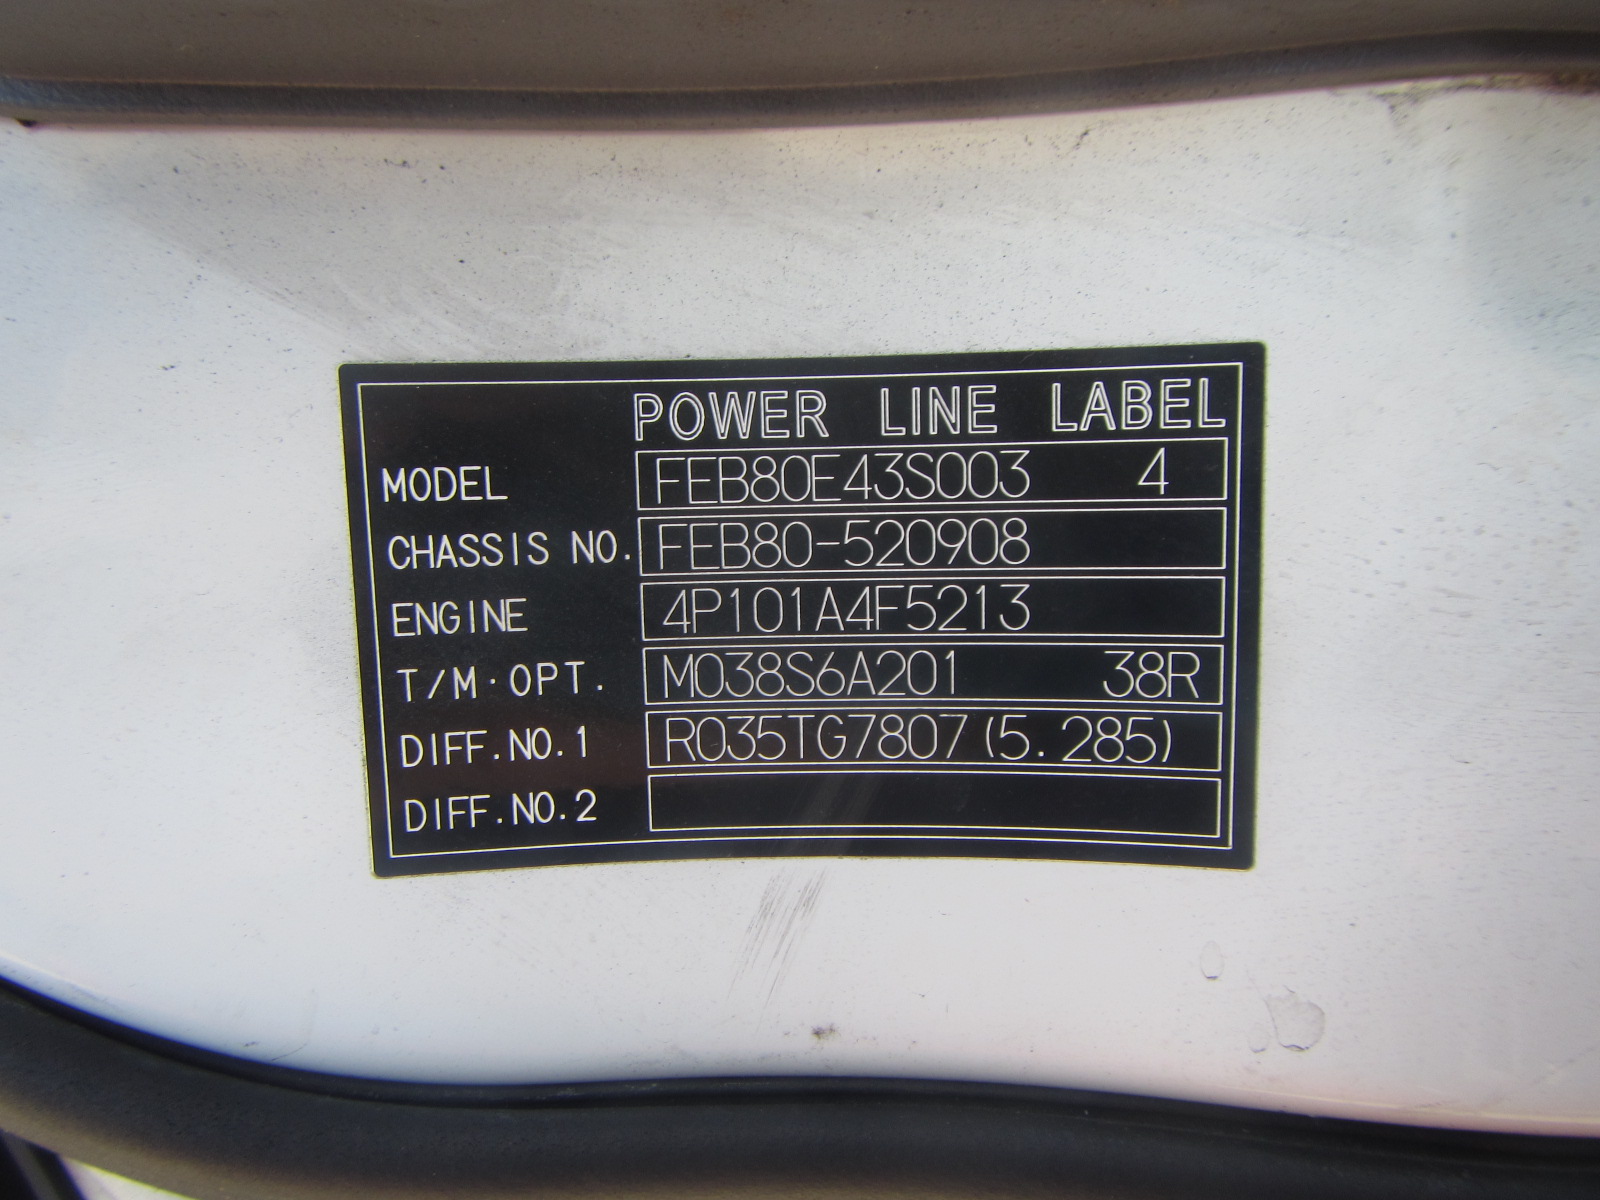 POWER LINE LABEL
MODEL FEB80E43S003 4
CHASSIS NO. FEB80-520908
ENGINE 4P101A4F5213
T/M·OPT. M038S6A201 38R
DIFF.NO.1 R035TG7807(5.285)
DIFF.NO.2